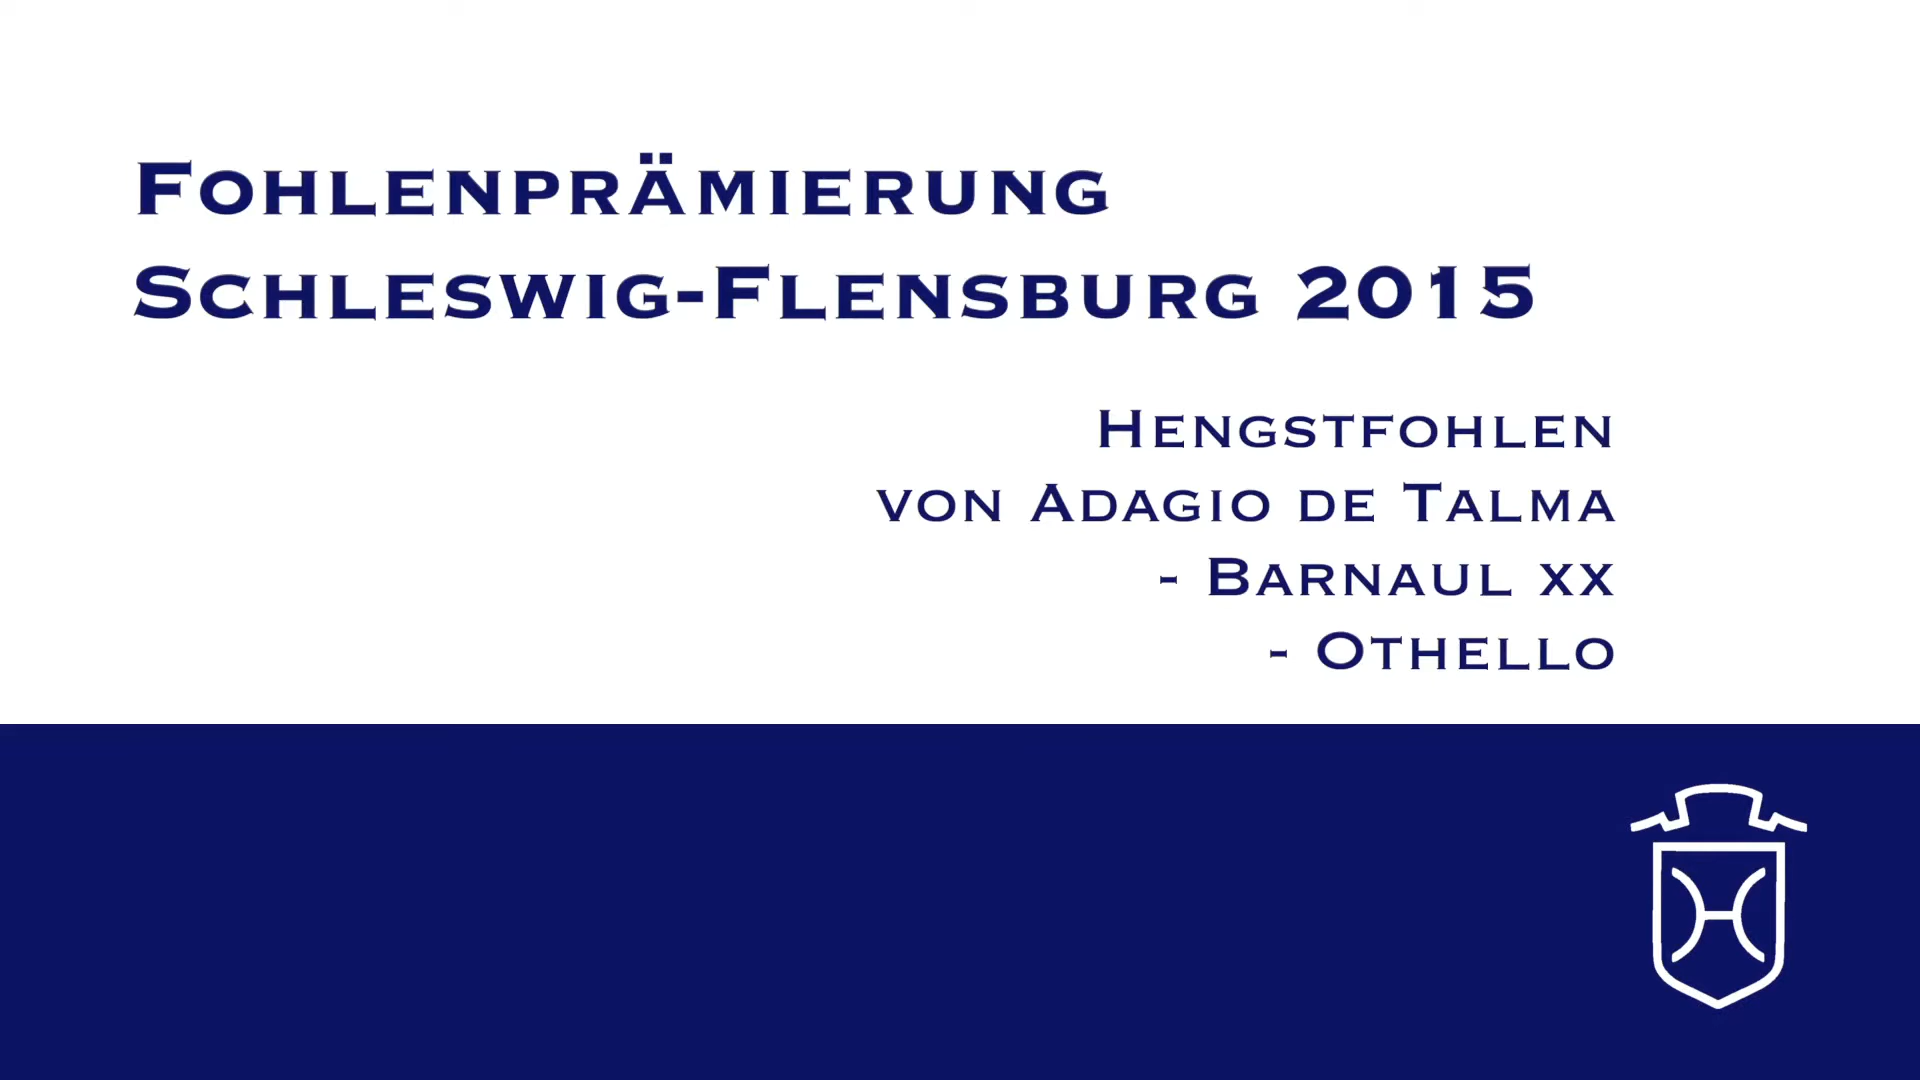 Fohlenprämierung
Schleswig-Flensburg 2015
Hengstfohlen
von Adagio de Talma
- Barnaul xx
- Othello